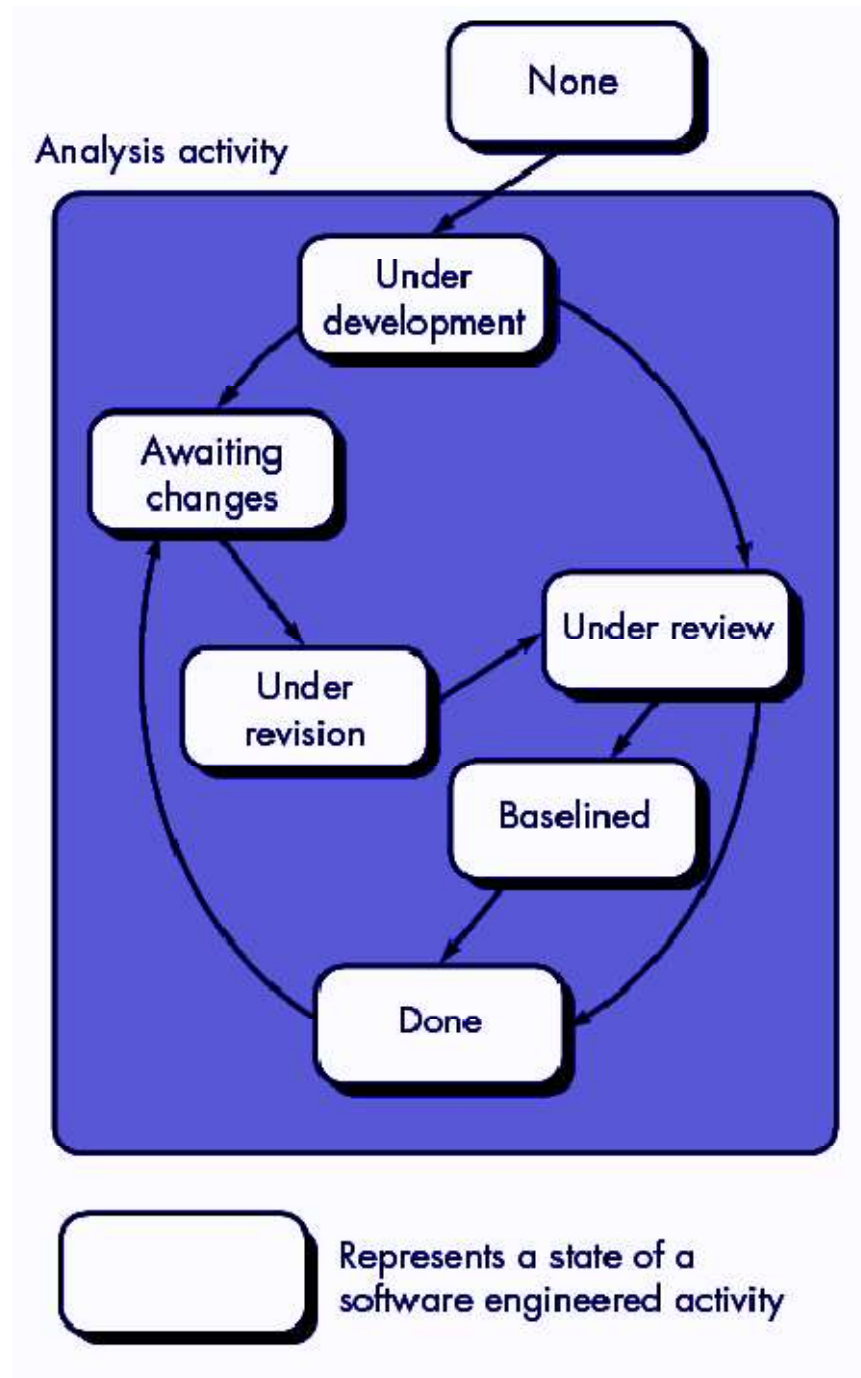 None
Analysis activity
Under
development
Awaiting
changes
Under review
Under
revision
Baselined
Done
Represents a state of a
software engineered activity